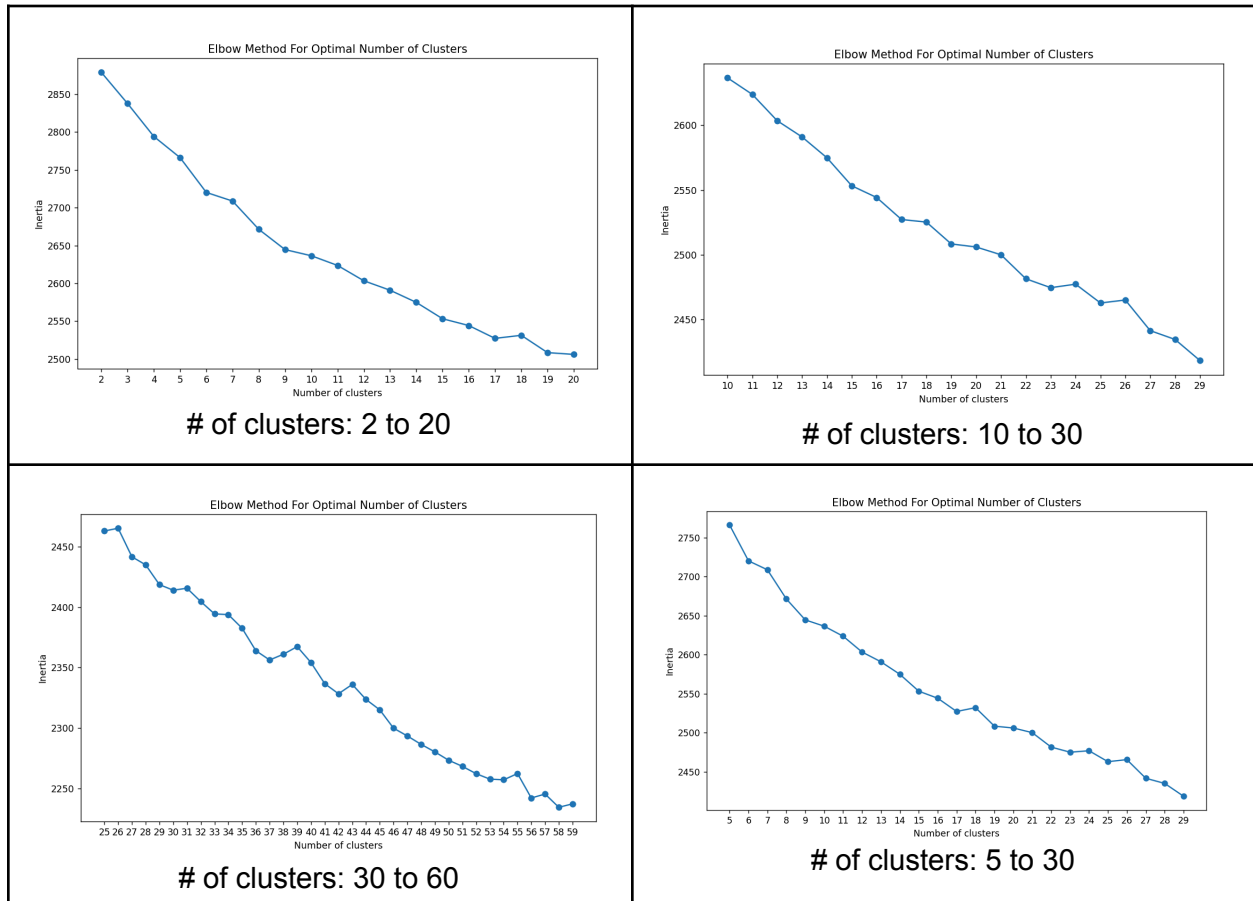 Elbow Method For Optimal Number of Clusters
2850
2800
2750
2700
2650
2600
2550
2500
Inertia
2 3 4 5 6 7 8 9 10 11 12 13 14 15 16 17 18 19 20
Number of clusters
# of clusters: 2 to 20
Elbow Method For Optimal Number of Clusters
2600
2550
2500
2450
Inertia
10 11 12 13 14 15 16 17 18 19 20 21 22 23 24 25 26 27 28 29
Number of clusters
# of clusters: 10 to 30
Elbow Method For Optimal Number of Clusters
2450
2400
2350
2300
2250
Inertia
25 26 27 28 29 30 31 32 33 34 35 36 37 38 39 40 41 42 43 44 45 46 47 48 49 50 51 52 53 54 55 56 57 58 59
Number of clusters
# of clusters: 30 to 60
Elbow Method For Optimal Number of Clusters
2750
2700
2650
2600
2550
2500
2450
Inertia
5 6 7 8 9 10 11 12 13 14 15 16 17 18 19 20 21 22 23 24 25 26 27 28 29
Number of clusters
# of clusters: 5 to 30